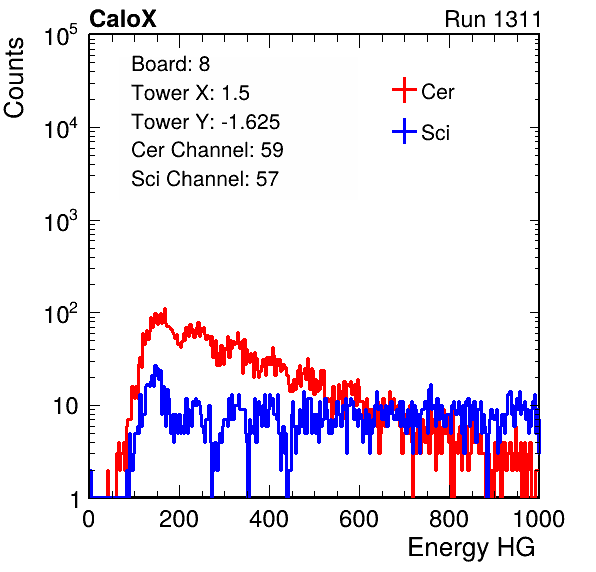 CaloX Run 1311
Counts
10^5
10^4
10^3
10^2
10
1
Board: 8
Tower X: 1.5
Tower Y: -1.625
Cer Channel: 59
Sci Channel: 57
Cer
Sci
0 200 400 600 800 1000
Energy HG